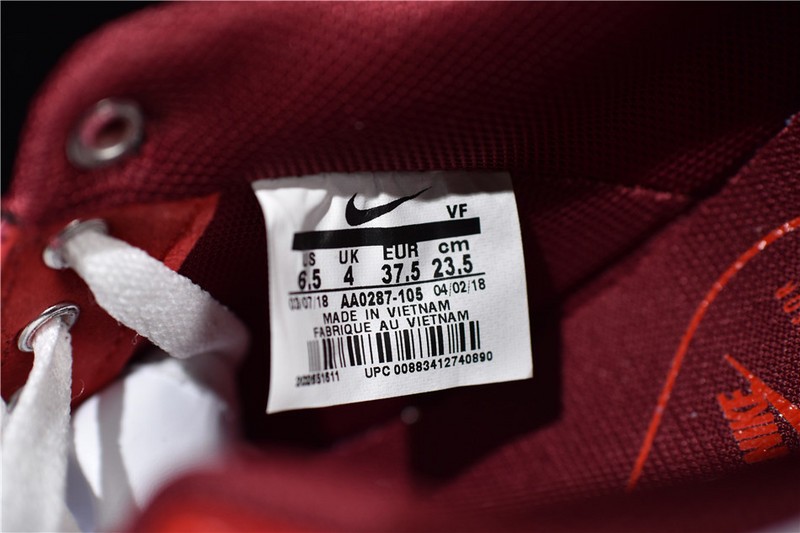 VF
US UK EUR cm
6.5 4 37.5 23.5
03/07/18 AA0287-105 04/02/18
MADE IN VIETNAM
FABRIQUE AU VIETNAM
UPC 00883412740890
NIKE